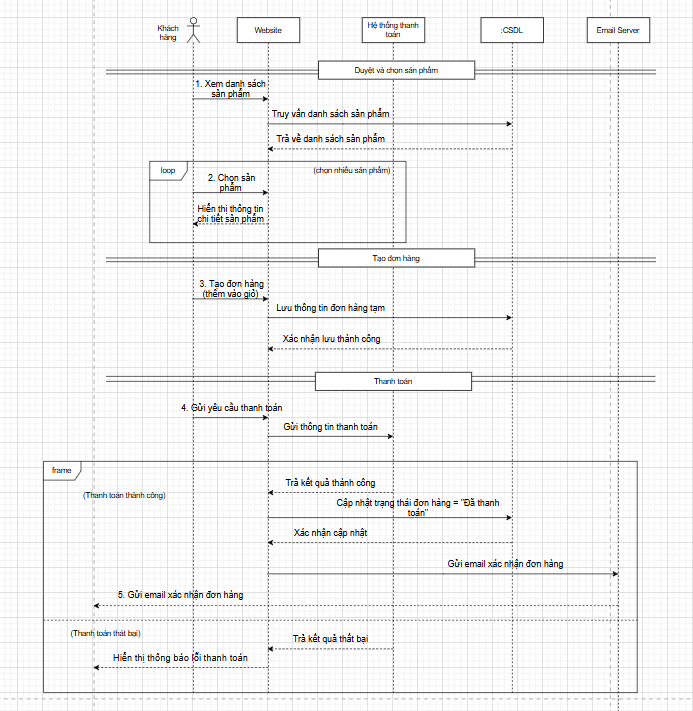 Khách
hàng
Website
Hệ thống thanh
toán
:CSDL
Email Server
Duyệt và chọn sản phẩm
1. Xem danh sách
sản phẩm
Truy vấn danh sách sản phẩm
Trả về danh sách sản phẩm
loop
(chọn nhiều sản phẩm)
2. Chọn sản
phẩm
Hiển thị thông tin
chi tiết sản phẩm
Tạo đơn hàng
3. Tạo đơn hàng
(thêm vào giỏ)
Lưu thông tin đơn hàng tạm
Xác nhận lưu thành công
Thanh toán
4. Gửi yêu cầu thanh toán
Gửi thông tin thanh toán
frame
(Thanh toán thành công)
Trả kết quả thành công
Cập nhật trạng thái đơn hàng = "Đã thanh
toán"
Xác nhận cập nhật
Gửi email xác nhận đơn hàng
5. Gửi email xác nhận đơn hàng
(Thanh toán thất bại)
Trả kết quả thất bại
Hiển thị thông báo lỗi thanh toán